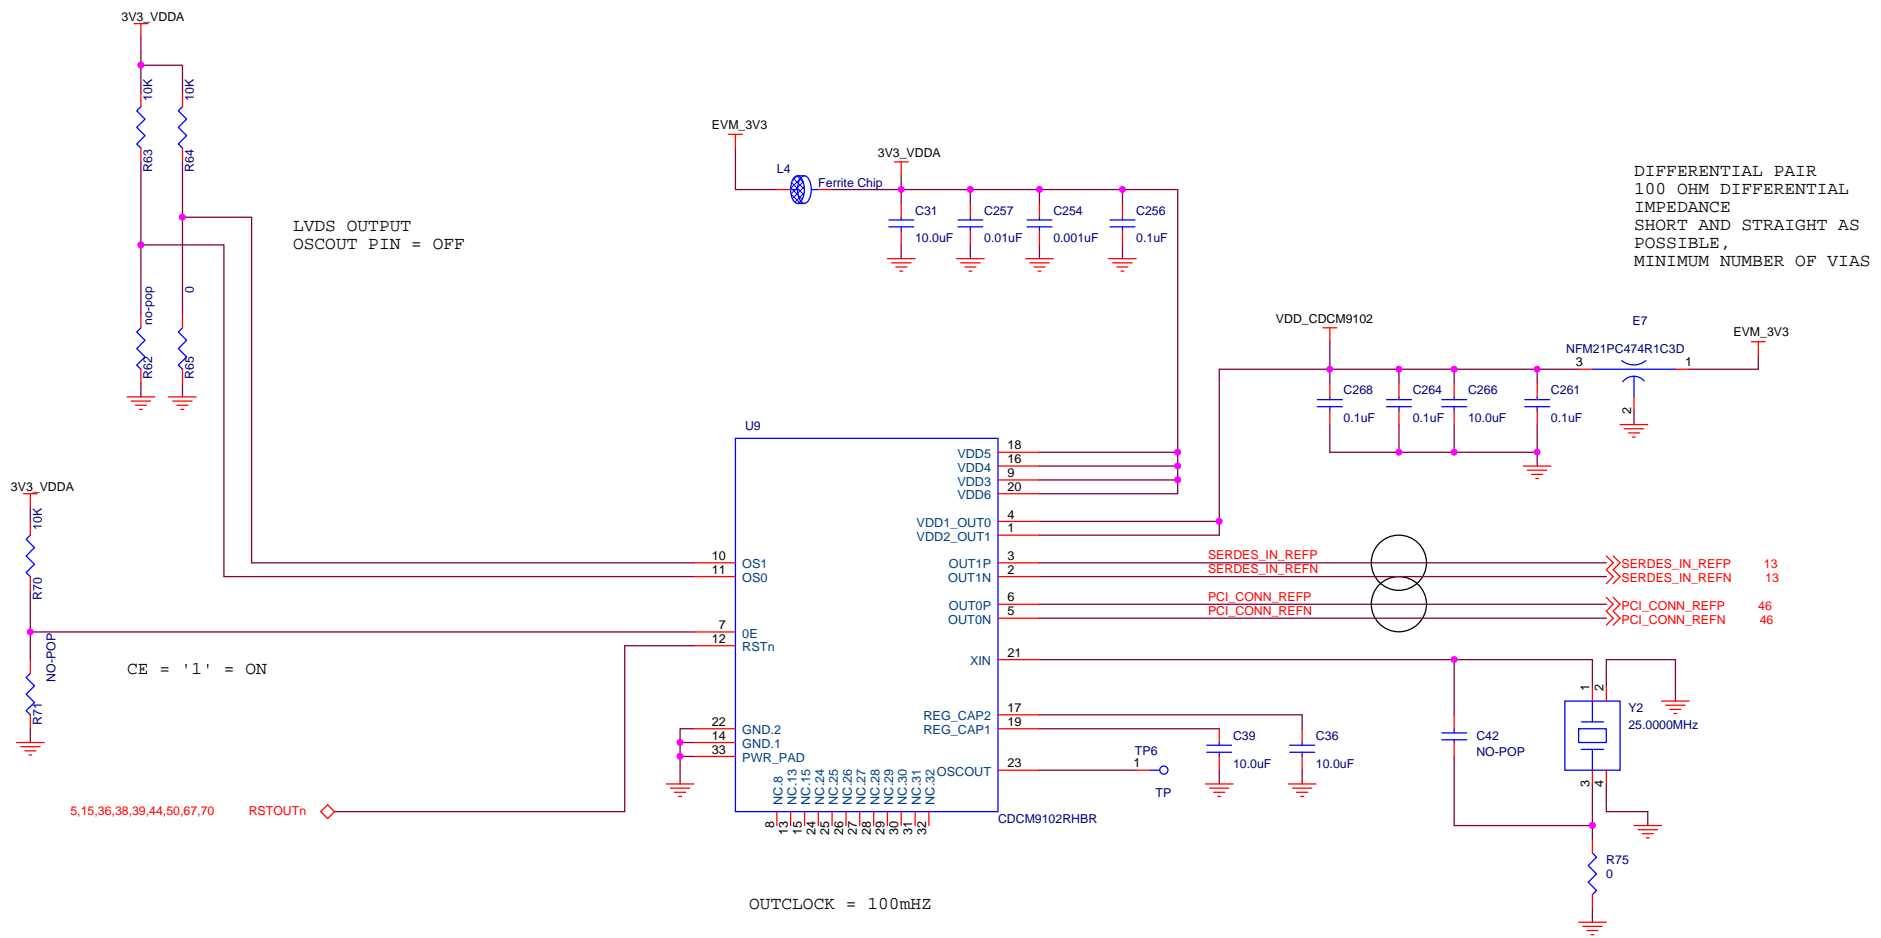 3V3_VDDA
10K
10K
R63
R64
LVDS OUTPUT
OSCOUT PIN = OFF
no-pop
0
R62
R65
EVM_3V3
L4
Ferrite Chip
3V3_VDDA
C31
10.0uF
C257
0.01uF
C254
0.001uF
C256
0.1uF
DIFFERENTIAL PAIR
100 OHM DIFFERENTIAL
IMPEDANCE
SHORT AND STRAIGHT AS
POSSIBLE,
MINIMUM NUMBER OF VIAS
VDD_CDCM9102
E7
NFM21PC474R1C3D
EVM_3V3
3
1
2
C268
0.1uF
C264
0.1uF
C266
10.0uF
C261
0.1uF
3V3_VDDA
10K
R70
NO-POP
R71
CE = '1' = ON
5,15,36,38,39,44,50,67,70
RSTOUTn
U9
10 OS1
11 OS0
7 0E
12 RSTn
22 GND.2
14 GND.1
33 PWR_PAD
VDD5 18
VDD4 16
VDD3 9
VDD6 20
VDD1_OUT0 4
VDD2_OUT1 1
OUT1P 3
OUT1N 2
OUT0P 6
OUT0N 5
XIN 21
REG_CAP2 17
REG_CAP1 19
OSCOUT 23
NC.8
NC.13
NC.15
NC.24
NC.25
NC.26
NC.27
NC.28
NC.29
NC.30
NC.31
NC.32
8
13
15
24
25
26
27
28
29
30
31
32
CDCM9102RHBR
SERDES_IN_REFP
SERDES_IN_REFN
PCI_CONN_REFP
PCI_CONN_REFN
SERDES_IN_REFP 13
SERDES_IN_REFN 13
PCI_CONN_REFP 46
PCI_CONN_REFN 46
C39
10.0uF
C36
10.0uF
TP6
1
TP
C42
NO-POP
1
2
Y2
25.0000MHz
3
4
R75
0
OUTCLOCK = 100mHZ